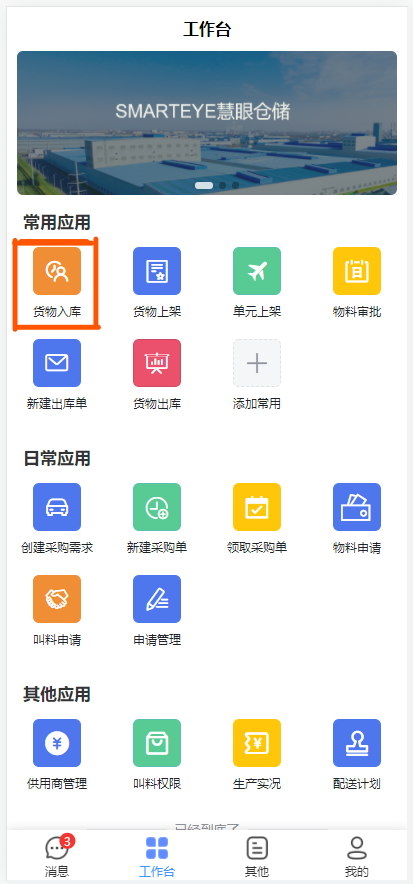 工作台
SMARTEYE慧眼仓储
常用应用
货物入库 货物上架 单元上架 物料审批
新建出库单 货物出库 添加常用
日常应用
创建采购需求 新建采购单 领取采购单 物料申请
叫料申请 申请管理
其他应用
供用商管理 叫料权限 生产实况 配送计划
已经到底了
3
消息 工作台 其他 我的